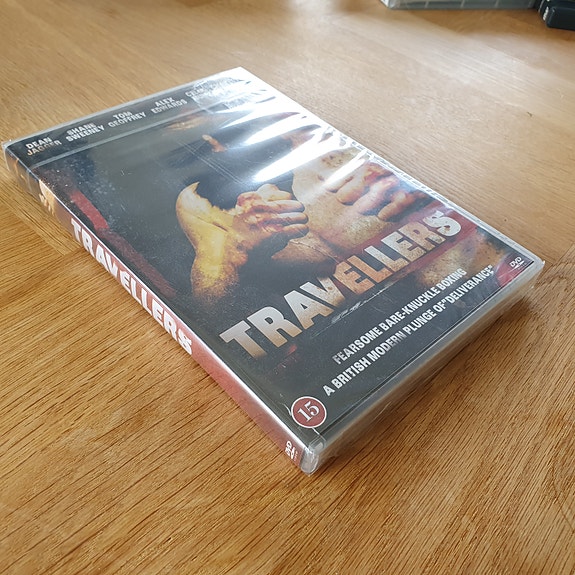 DEAN JAGGER
SHANE SWEENEY
TOM GEOFFREY
ALEX EDWARDS
TRAVELLERS
FEARSOME BARE-KNUCKLE BOXING
A BRITISH MODERN PLUNGE OF "DELIVERANCE"
15
DVD
TRAVELLERS